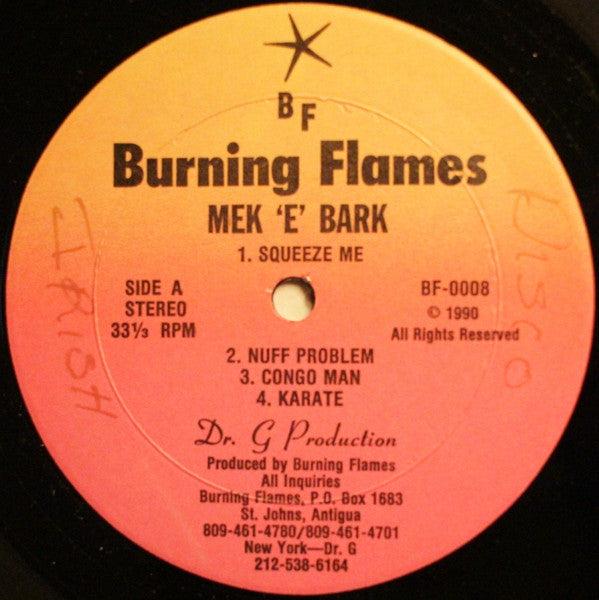 B F
Burning Flames
MEK 'E' BARK
1. SQUEEZE ME
SIDE A
STEREO
33⅓ RPM
BF-0008
© 1990
All Rights Reserved
2. NUFF PROBLEM
3. CONGO MAN
4. KARATE
Dr. G Production
Produced by Burning Flames
All Inquiries
Burning Flames, P.O. Box 1683
St. Johns, Antigua
809-461-4780/809-461-4701
New York—Dr. G
212-538-6164
IRISH
DISCO